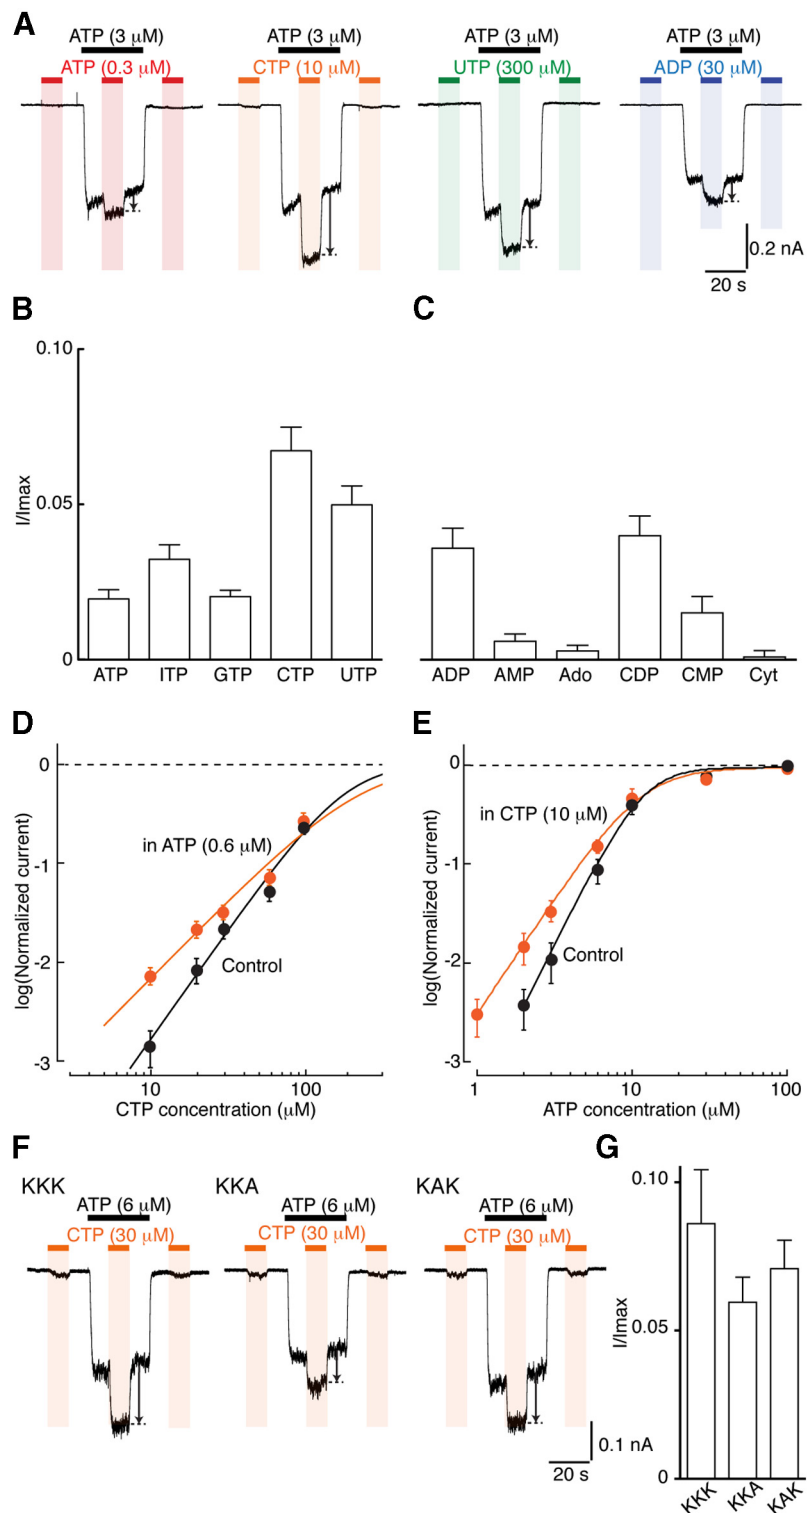 A
ATP (3 µM) ATP (3 µM) ATP (3 µM) ATP (3 µM)
ATP (0.3 µM) CTP (10 µM) UTP (300 µM) ADP (30 µM)
0.2 nA
20 s
B C
0.10
0.05
0
I/Imax
ATP ITP GTP CTP UTP
ADP AMP Ado CDP CMP Cyt
D
0
-1
-2
-3
log(Normalized current)
in ATP (0.6 µM)
Control
10 100
CTP concentration (µM)
E
0
-1
-2
-3
log(Normalized current)
in CTP (10 µM)
Control
1 10 100
ATP concentration (µM)
F
KKK KKA KAK
ATP (6 µM) ATP (6 µM) ATP (6 µM)
CTP (30 µM) CTP (30 µM) CTP (30 µM)
0.1 nA
20 s
G
0.10
0.05
0
I/Imax
KKK KKA KAK